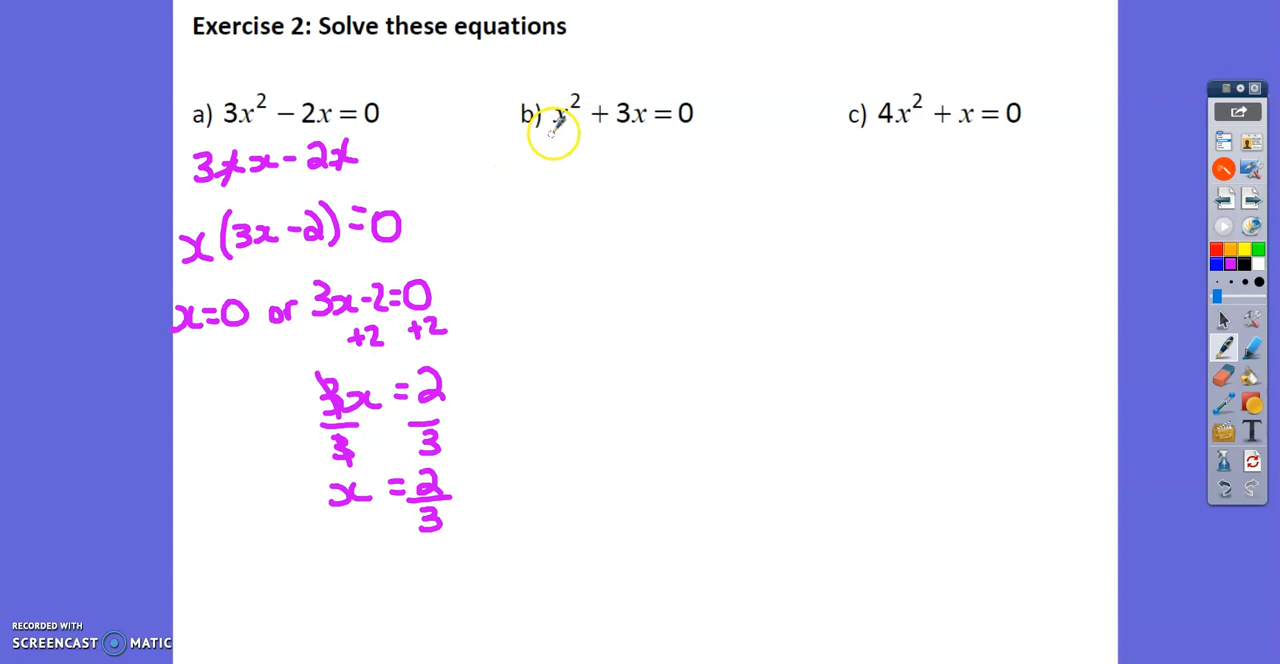 Exercise 2: Solve these equations
a) 3x² − 2x = 0
b) x² + 3x = 0
c) 4x² + x = 0
3xx - 2x
x(3x - 2) = 0
x=0 or 3x-2=0
+2 +2
3x = 2
3 3
x = 2
3
T
RECORDED WITH
SCREENCAST MATIC